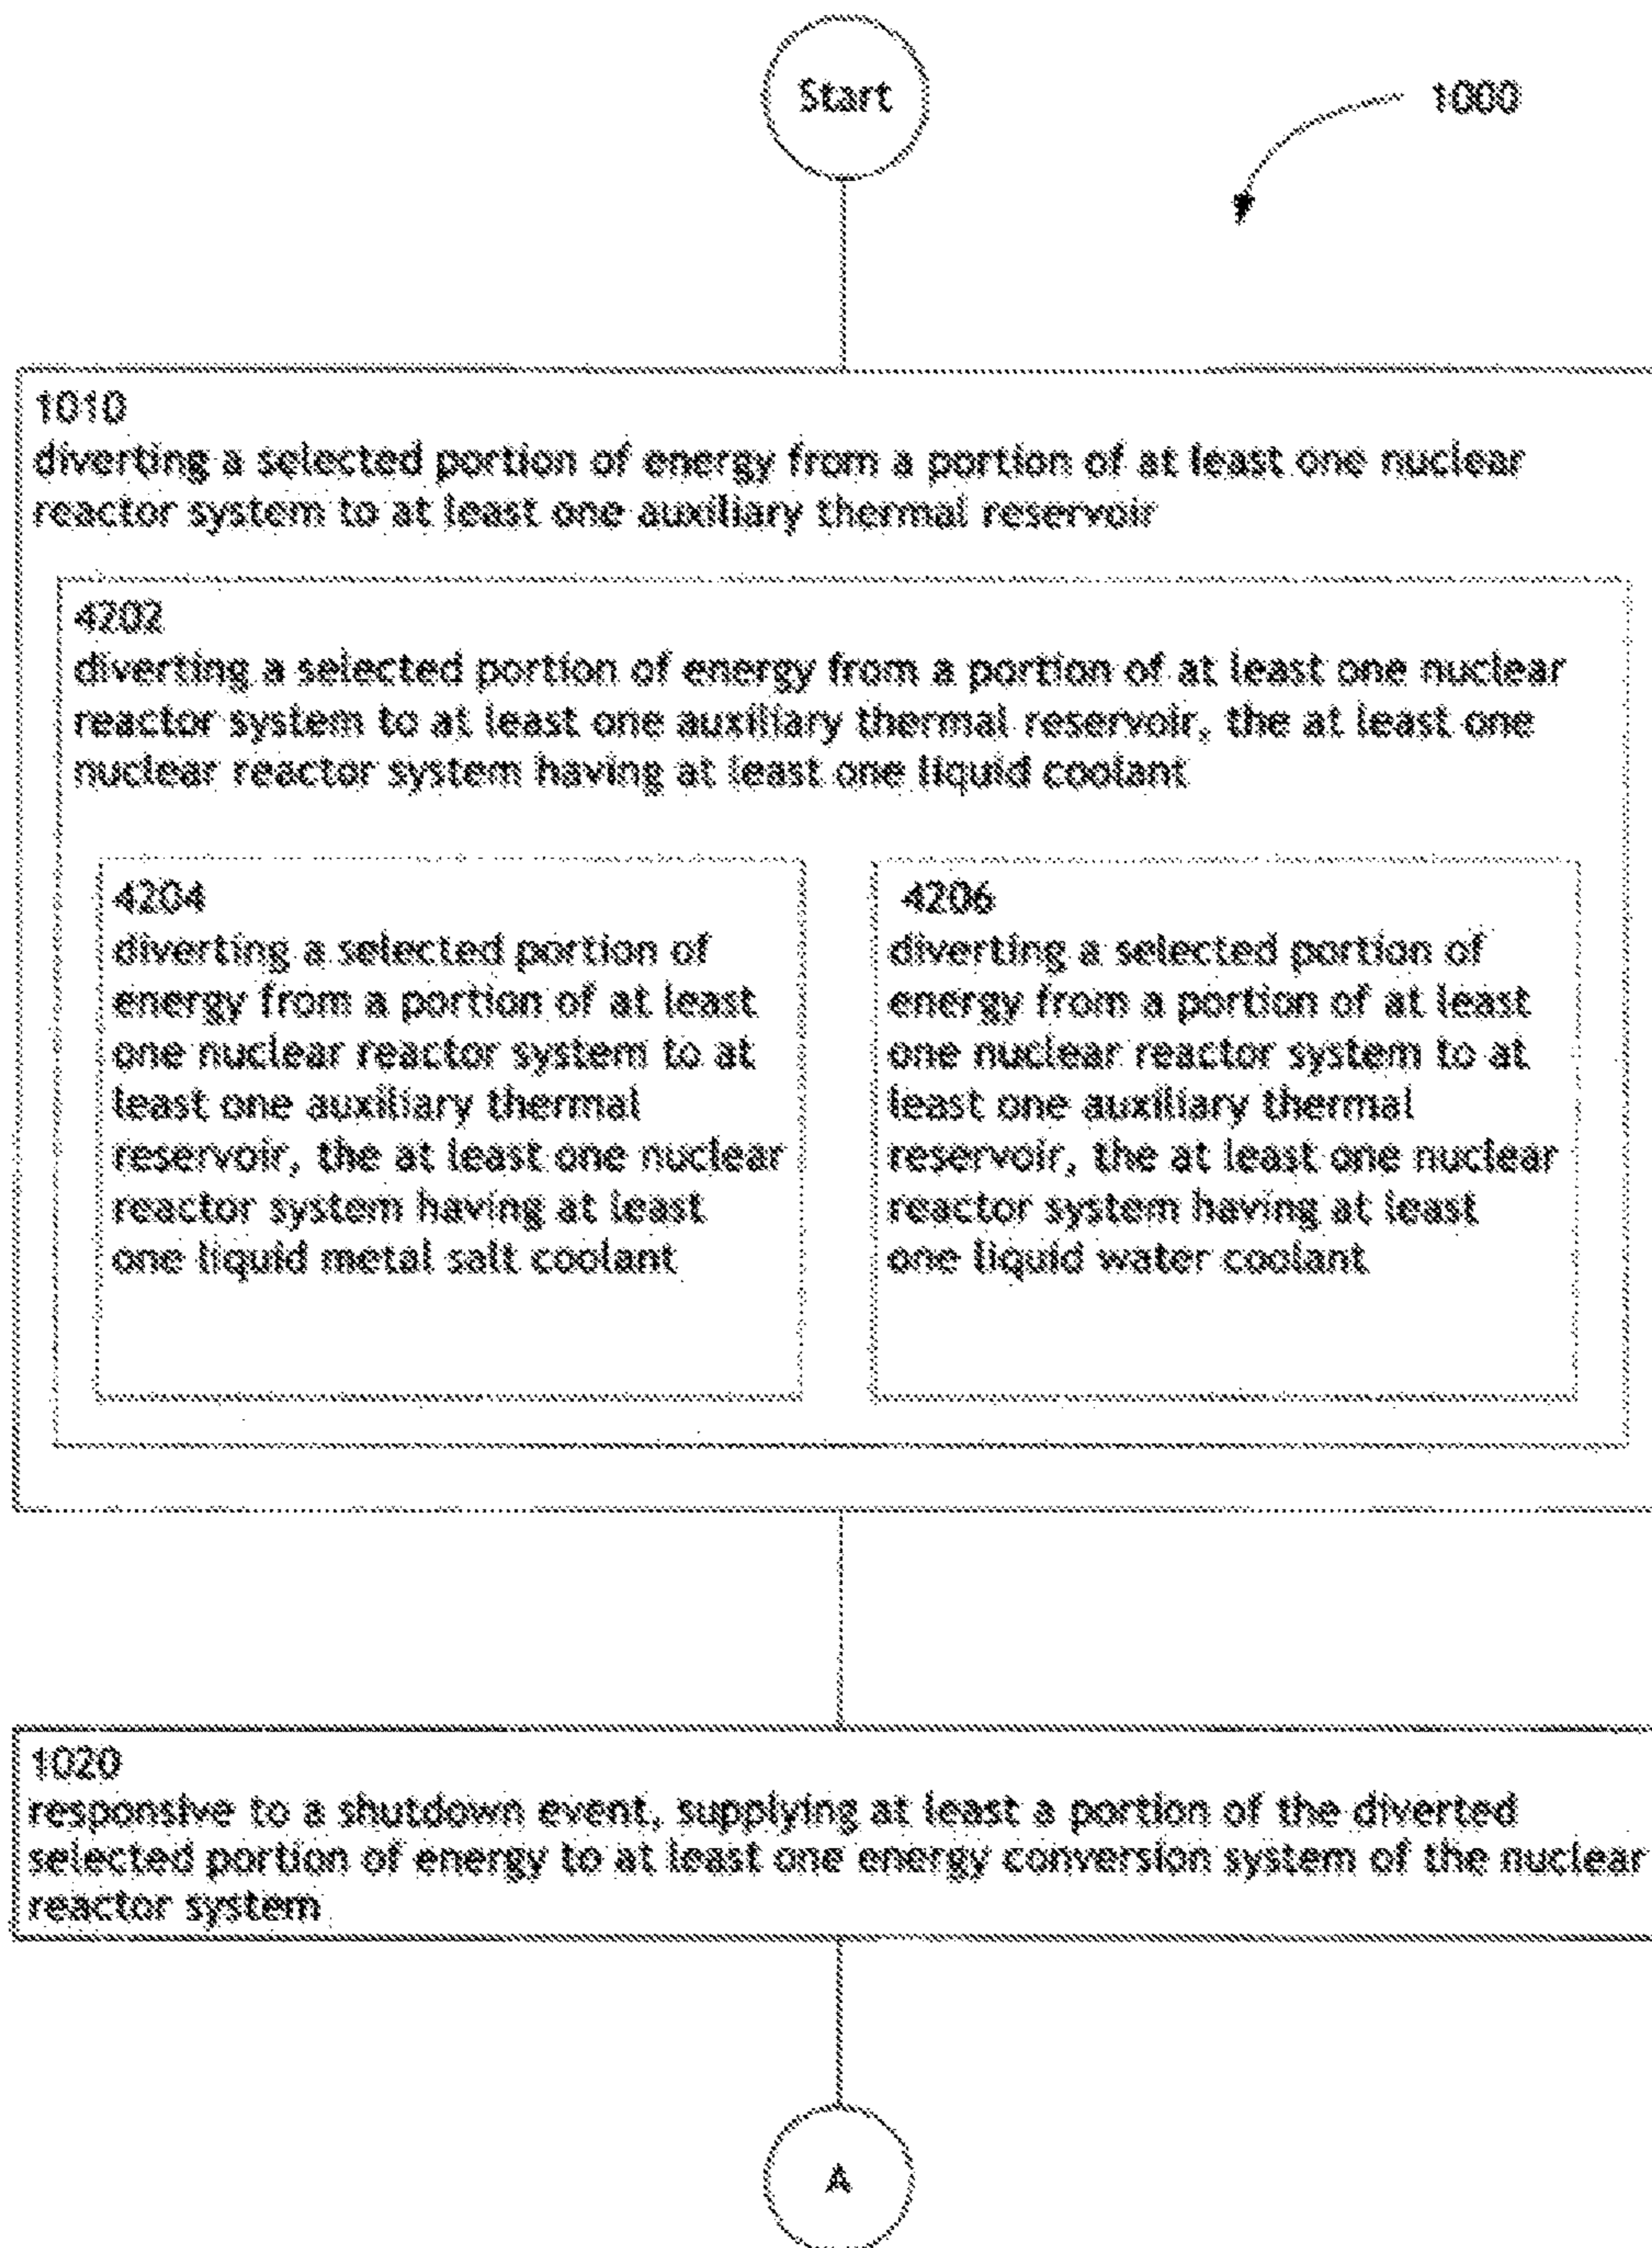 Start
1000
1010
diverting a selected portion of energy from a portion of at least one nuclear
reactor system to at least one auxiliary thermal reservoir
4202
diverting a selected portion of energy from a portion of at least one nuclear
reactor system to at least one auxiliary thermal reservoir, the at least one
nuclear reactor system having at least one liquid coolant
4204
diverting a selected portion of
energy from a portion of at least
one nuclear reactor system to at
least one auxiliary thermal
reservoir, the at least one nuclear
reactor system having at least
one liquid metal salt coolant
4206
diverting a selected portion of
energy from a portion of at least
one nuclear reactor system to at
least one auxiliary thermal
reservoir, the at least one nuclear
reactor system having at least
one liquid water coolant
1020
responsive to a shutdown event, supplying at least a portion of the diverted
selected portion of energy to at least one energy conversion system of the nuclear
reactor system
A